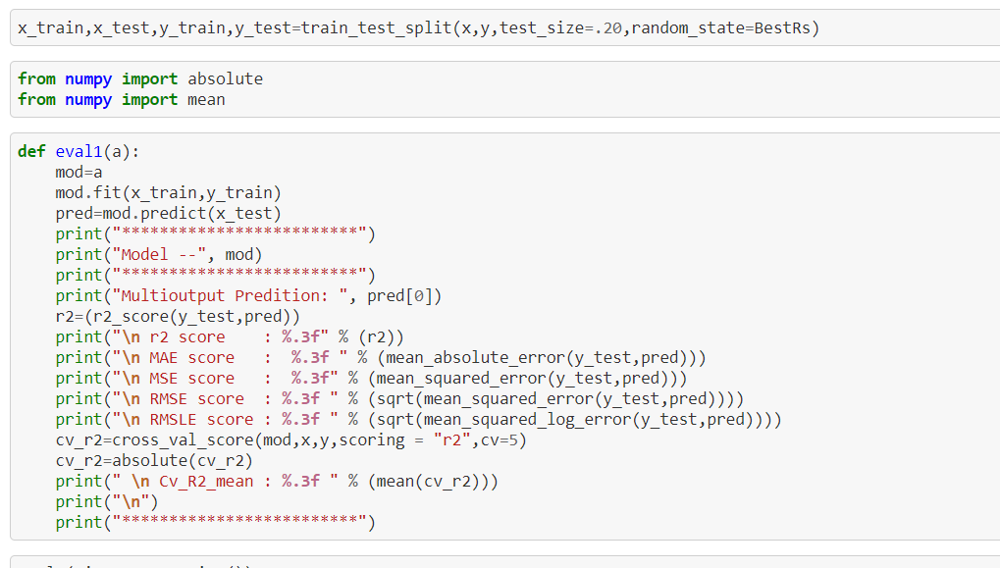 x_train,x_test,y_train,y_test=train_test_split(x,y,test_size=.20,random_state=BestRs)
from numpy import absolute
from numpy import mean
def eval1(a):
    mod=a
    mod.fit(x_train,y_train)
    pred=mod.predict(x_test)
    print("*************************")
    print("Model --", mod)
    print("*************************")
    print("Multioutput Predition: ", pred[0])
    r2=(r2_score(y_test,pred))
    print("\n r2 score    : %.3f" % (r2))
    print("\n MAE score   :  %.3f " % (mean_absolute_error(y_test,pred)))
    print("\n MSE score   :  %.3f" % (mean_squared_error(y_test,pred)))
    print("\n RMSE score  : %.3f " % (sqrt(mean_squared_error(y_test,pred))))
    print("\n RMSLE score : %.3f " % (sqrt(mean_squared_log_error(y_test,pred))))
    cv_r2=cross_val_score(mod,x,y,scoring = "r2",cv=5)
    cv_r2=absolute(cv_r2)
    print(" \n Cv_R2_mean : %.3f " % (mean(cv_r2)))
    print("\n")
    print("*************************")